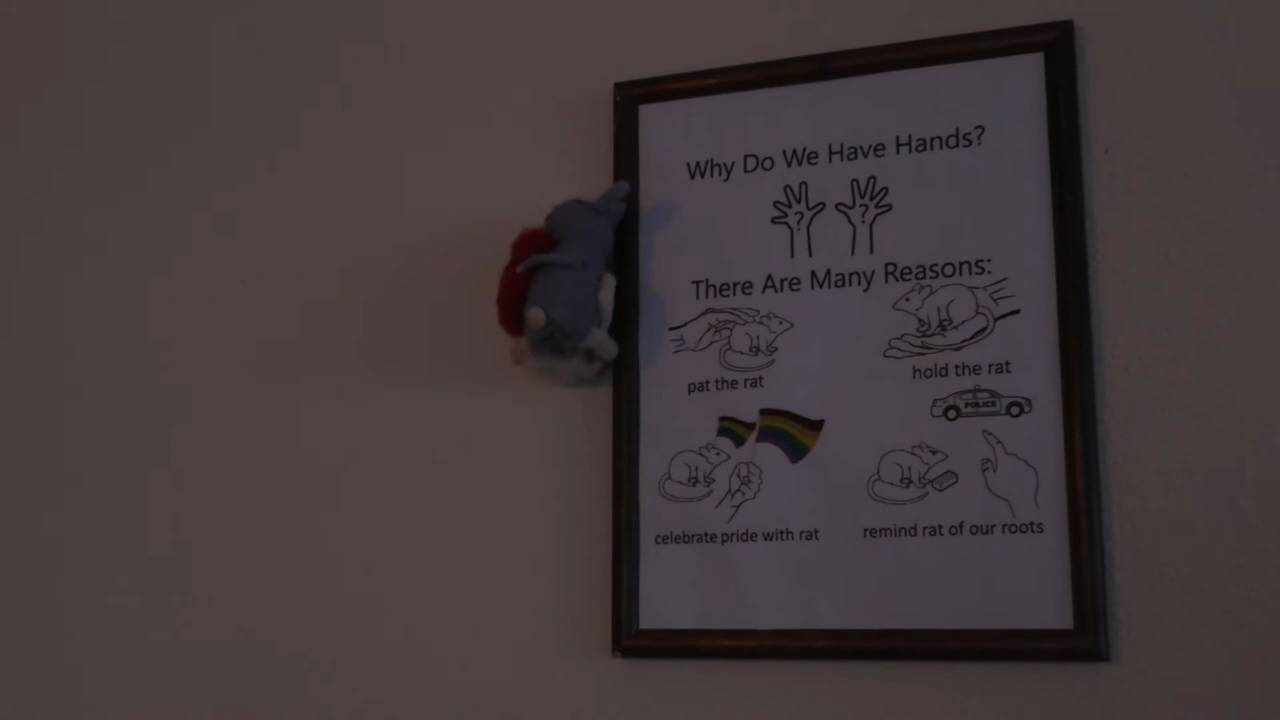 Why Do We Have Hands?
? ?
There Are Many Reasons:
pat the rat
hold the rat
POLICE
celebrate pride with rat
remind rat of our roots